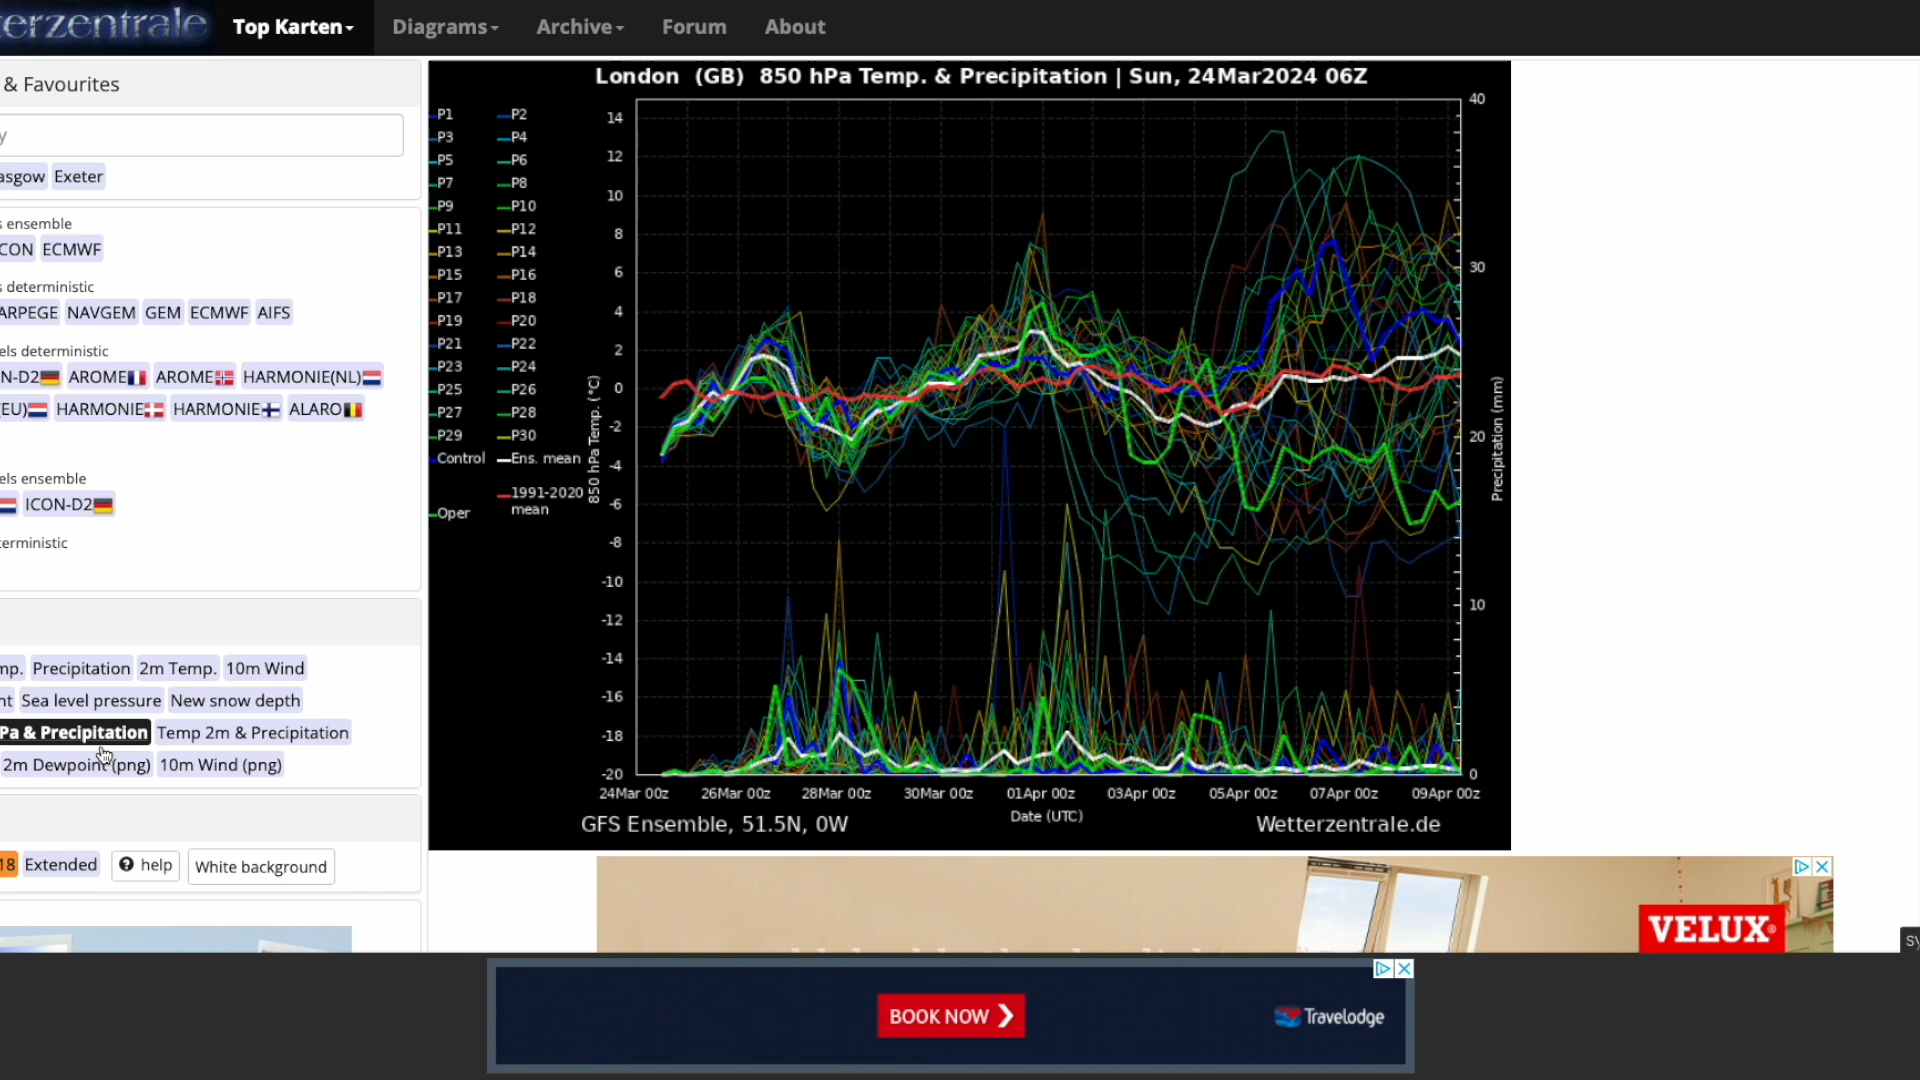 erzentrale Top Karten Diagrams Archive Forum About
& Favourites
y
asgow Exeter
s ensemble
CON ECMWF
s deterministic
ARPEGE NAVGEM GEM ECMWF AIFS
els deterministic
N-D2 AROME AROME HARMONIE(NL)
EU) HARMONIE HARMONIE ALARO
els ensemble
ICON-D2
terministic
mp. Precipitation 2m Temp. 10m Wind
nt Sea level pressure New snow depth
Pa & Precipitation Temp 2m & Precipitation
2m Dewpoint (png) 10m Wind (png)
18 Extended help White background
London (GB) 850 hPa Temp. & Precipitation | Sun, 24Mar2024 06Z
P1 P2
P3 P4
P5 P6
P7 P8
P9 P10
P11 P12
P13 P14
P15 P16
P17 P18
P19 P20
P21 P22
P23 P24
P25 P26
P27 P28
P29 P30
Control Ens. mean
1991-2020
mean
Oper
850 hPa Temp. (°C)
14
12
10
8
6
4
2
0
-2
-4
-6
-8
-10
-12
-14
-16
-18
-20
40
30
20
10
0
Precipitation (mm)
24Mar 00z 26Mar 00z 28Mar 00z 30Mar 00z 01Apr 00z 03Apr 00z 05Apr 00z 07Apr 00z 09Apr 00z
Date (UTC)
GFS Ensemble, 51.5N, 0W Wetterzentrale.de
VELUX®
sy
BOOK NOW
Travelodge